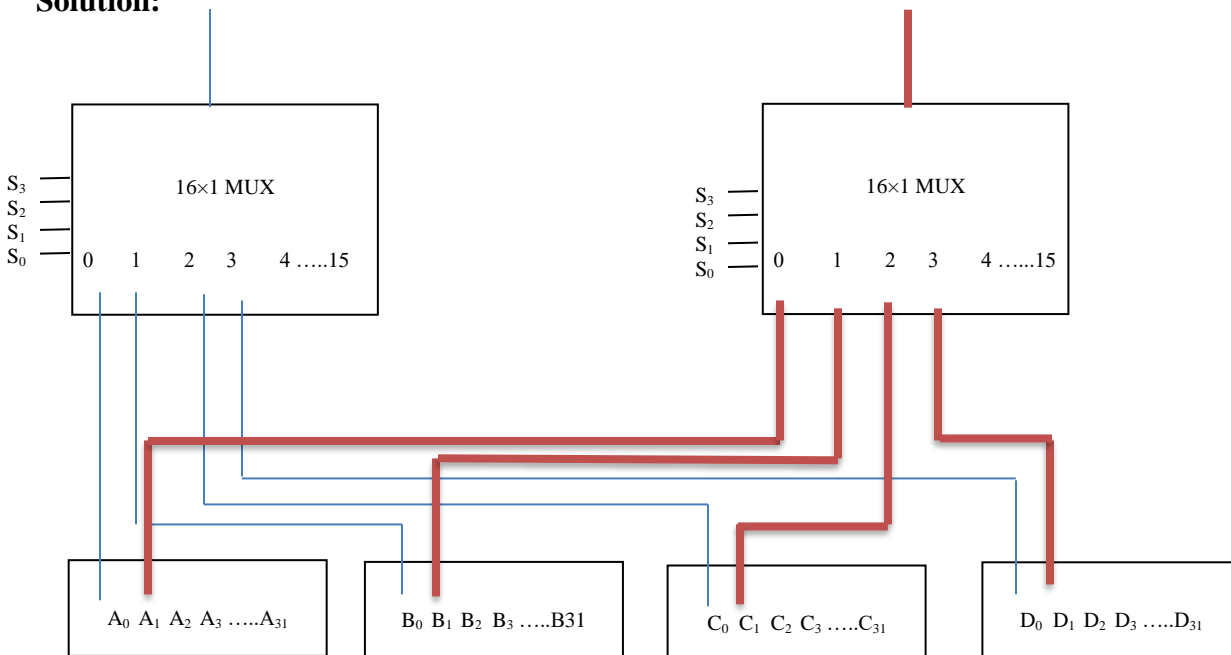 Solution:
16×1 MUX
S₃
S₂
S₁
S₀
0 1 2 3 4 …..15
16×1 MUX
S₃
S₂
S₁
S₀
0 1 2 3 4 …...15
A₀ A₁ A₂ A₃ …..A₃₁
B₀ B₁ B₂ B₃ …..B31
C₀ C₁ C₂ C₃ …..C₃₁
D₀ D₁ D₂ D₃ …..D₃₁